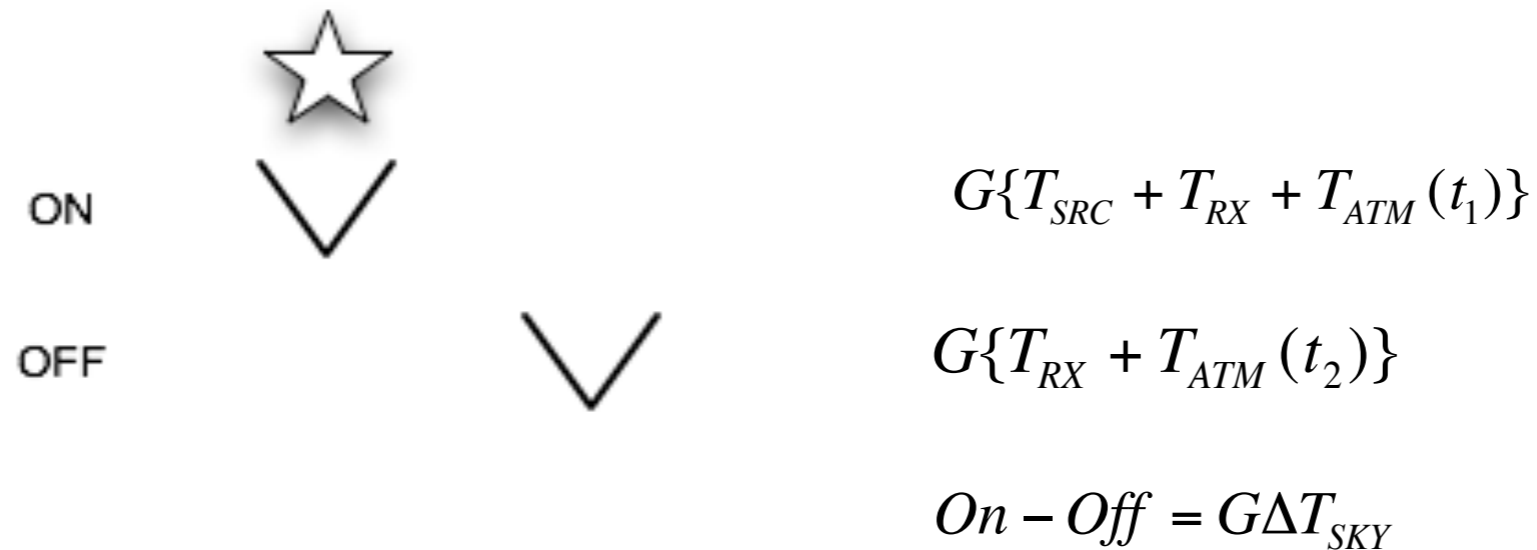 ON G{T_SRC + T_RX + T_ATM (t_1)}
OFF G{T_RX + T_ATM (t_2)}
On – Off = GΔT_SKY